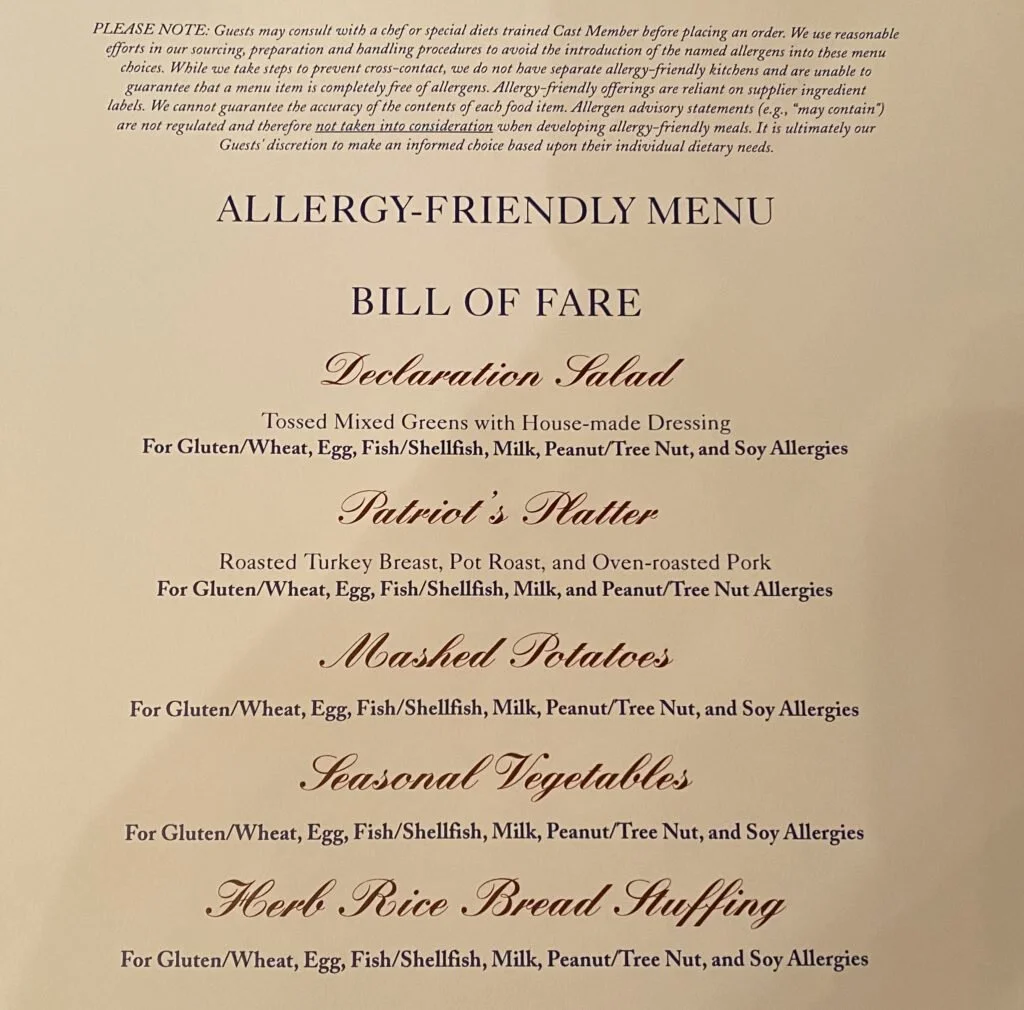 PLEASE NOTE: Guests may consult with a chef or special diets trained Cast Member before placing an order. We use reasonable
efforts in our sourcing, preparation and handling procedures to avoid the introduction of the named allergens into these menu
choices. While we take steps to prevent cross-contact, we do not have separate allergy-friendly kitchens and are unable to
guarantee that a menu item is completely free of allergens. Allergy-friendly offerings are reliant on supplier ingredient
labels. We cannot guarantee the accuracy of the contents of each food item. Allergen advisory statements (e.g., “may contain”)
are not regulated and therefore not taken into consideration when developing allergy-friendly meals. It is ultimately our
Guests' discretion to make an informed choice based upon their individual dietary needs.
ALLERGY-FRIENDLY MENU
BILL OF FARE
Declaration Salad
Tossed Mixed Greens with House-made Dressing
For Gluten/Wheat, Egg, Fish/Shellfish, Milk, Peanut/Tree Nut, and Soy Allergies
Patriot's Platter
Roasted Turkey Breast, Pot Roast, and Oven-roasted Pork
For Gluten/Wheat, Egg, Fish/Shellfish, Milk, and Peanut/Tree Nut Allergies
Mashed Potatoes
For Gluten/Wheat, Egg, Fish/Shellfish, Milk, Peanut/Tree Nut, and Soy Allergies
Seasonal Vegetables
For Gluten/Wheat, Egg, Fish/Shellfish, Milk, Peanut/Tree Nut, and Soy Allergies
Herb Rice Bread Stuffing
For Gluten/Wheat, Egg, Fish/Shellfish, Milk, Peanut/Tree Nut, and Soy Allergies